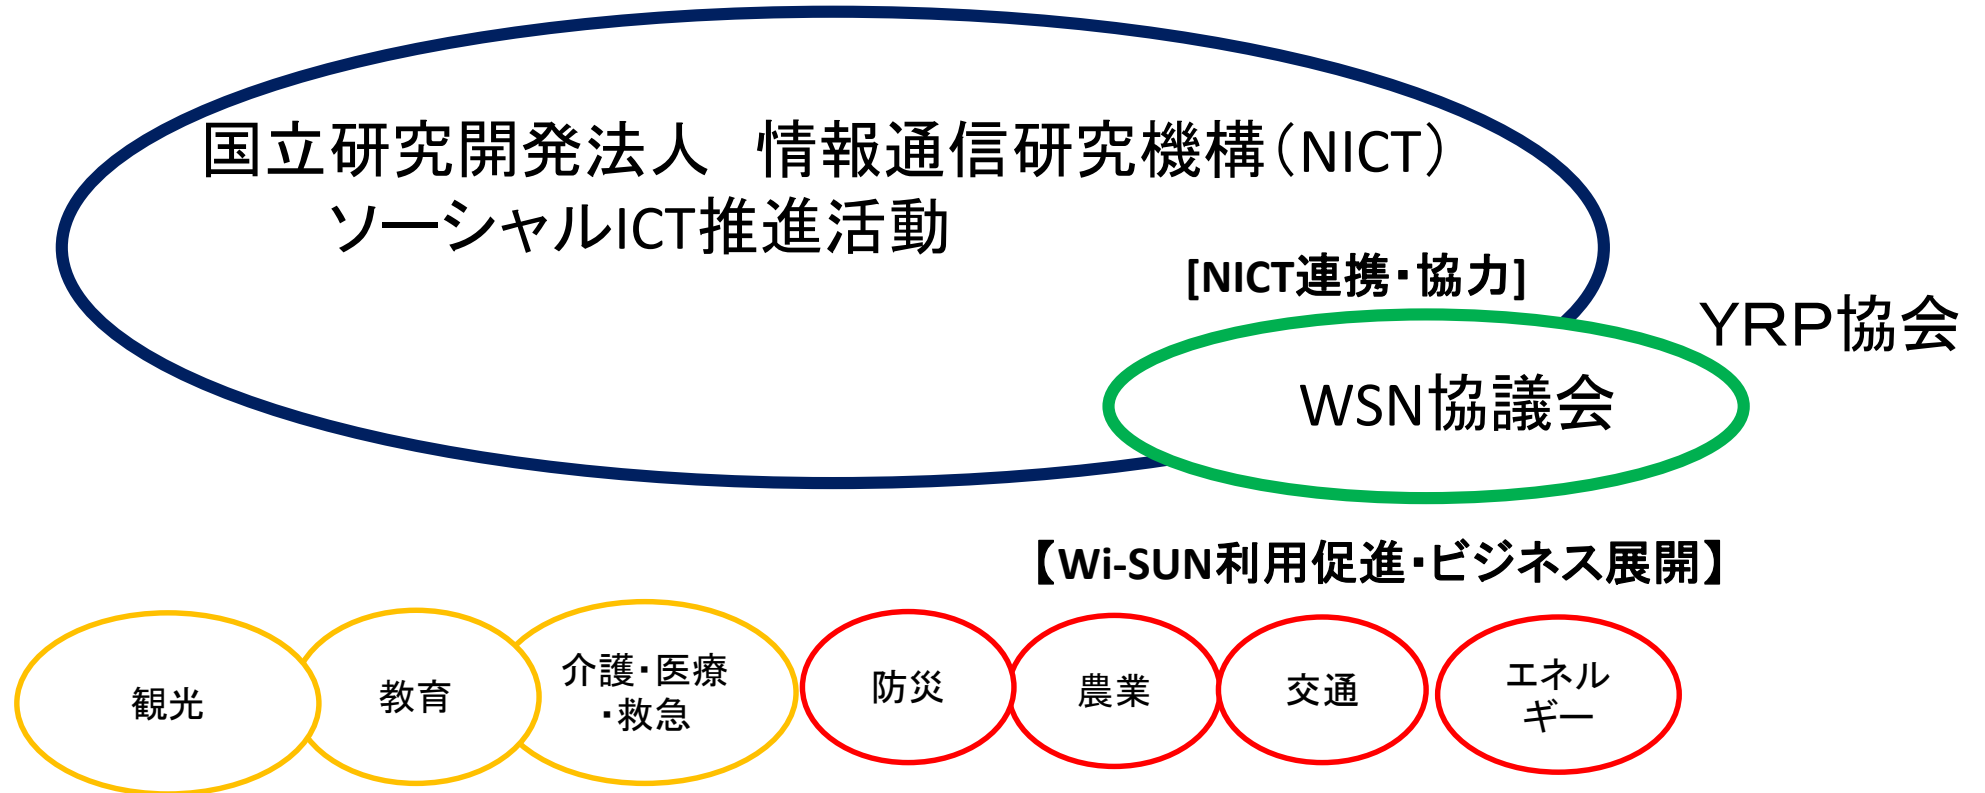 国立研究開発法人　情報通信研究機構（NICT）
ソーシャルICT推進活動
[NICT連携・協力]
ＹＲＰ協会
WSN協議会
【Wi-SUN利用促進・ビジネス展開】
観光
教育
介護・医療
・救急
防災
農業
交通
エネル
ギー